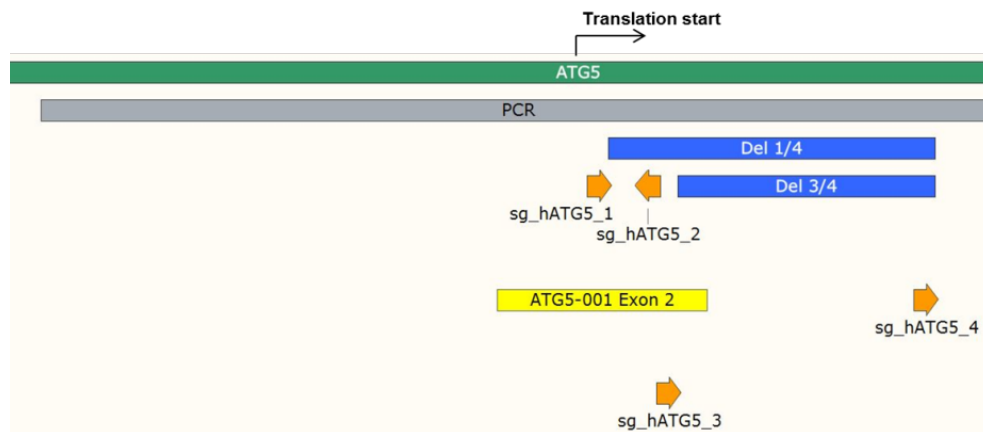 Translation start
ATG5
PCR
Del 1/4
Del 3/4
sg_hATG5_1
sg_hATG5_2
ATG5-001 Exon 2
sg_hATG5_4
sg_hATG5_3